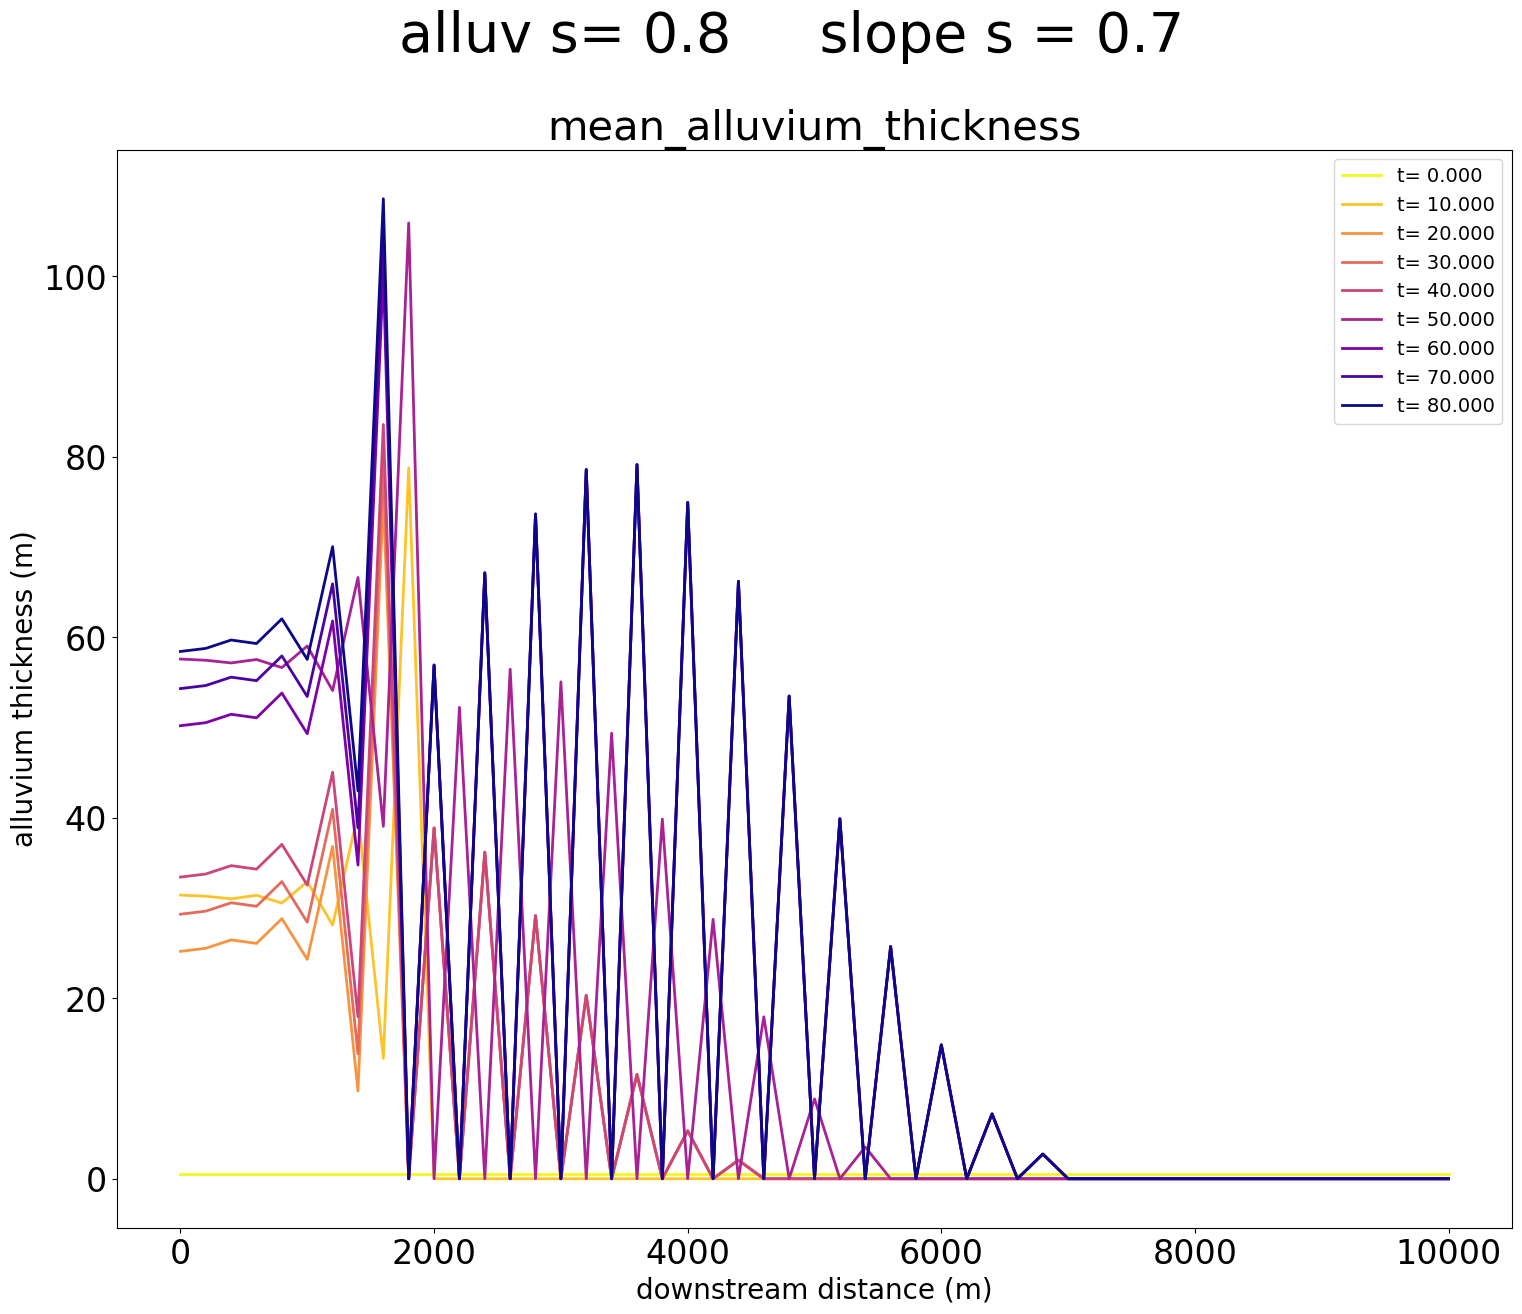 alluv s= 0.8 slope s = 0.7
mean_alluvium_thickness
t= 0.000
t= 10.000
t= 20.000
t= 30.000
t= 40.000
t= 50.000
t= 60.000
t= 70.000
t= 80.000
alluvium thickness (m)
100
80
60
40
20
0
0 2000 4000 6000 8000 10000
downstream distance (m)